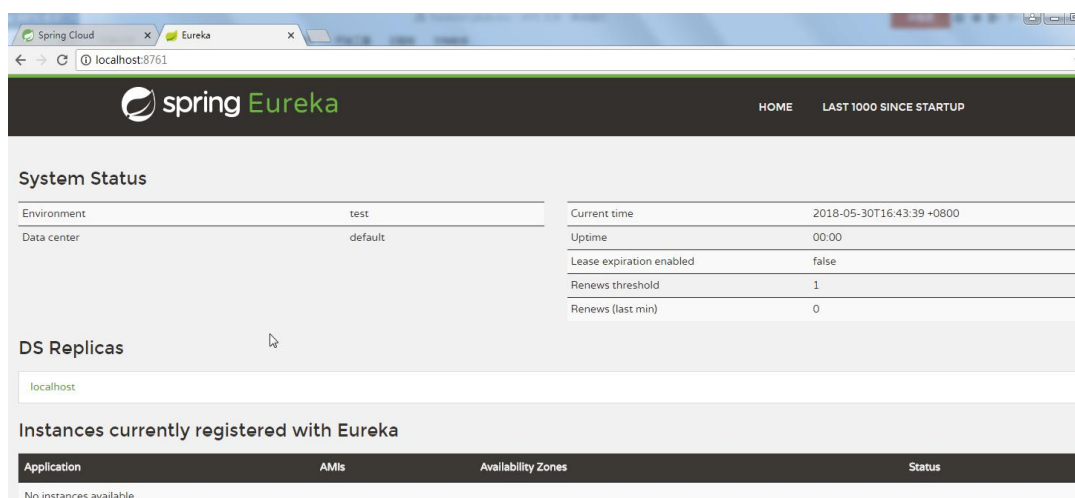 Spring Cloud Eureka
localhost:8761
spring Eureka HOME LAST 1000 SINCE STARTUP
System Status
Environment test Current time 2018-05-30T16:43:39 +0800
Data center default Uptime 00:00
Lease expiration enabled false
Renews threshold 1
Renews (last min) 0
DS Replicas
localhost
Instances currently registered with Eureka
Application AMIs Availability Zones Status
No instances available